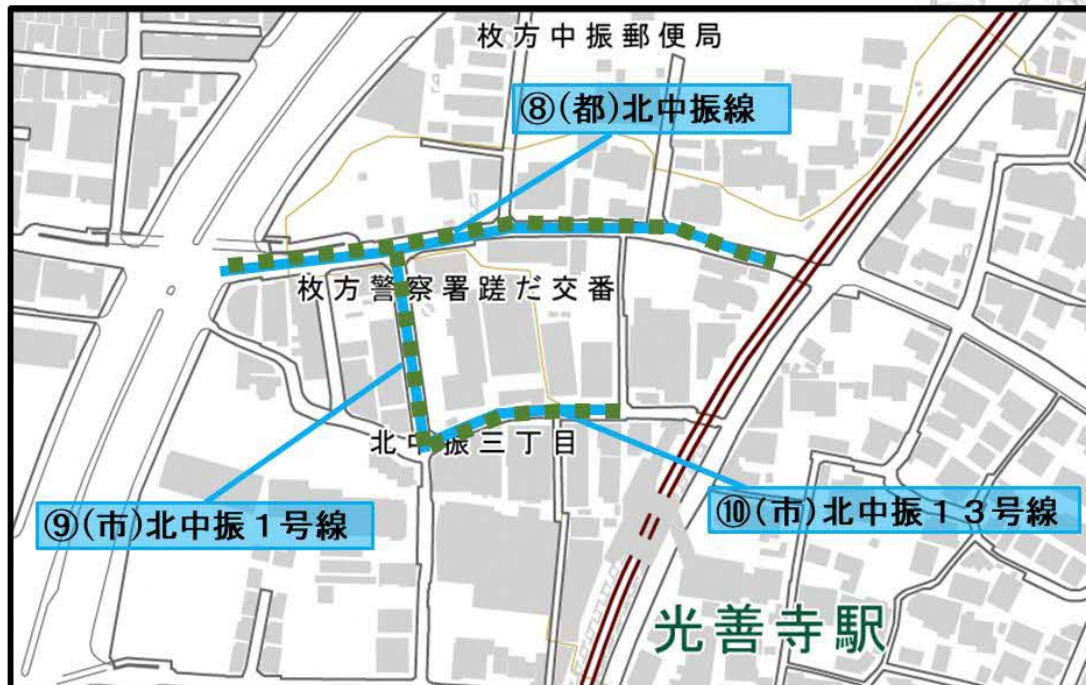 枚方中振郵便局
⑧(都)北中振線
枚方警察署蹉だ交番
北中振三丁目
⑨(市)北中振1号線
⑩(市)北中振13号線
光善寺駅